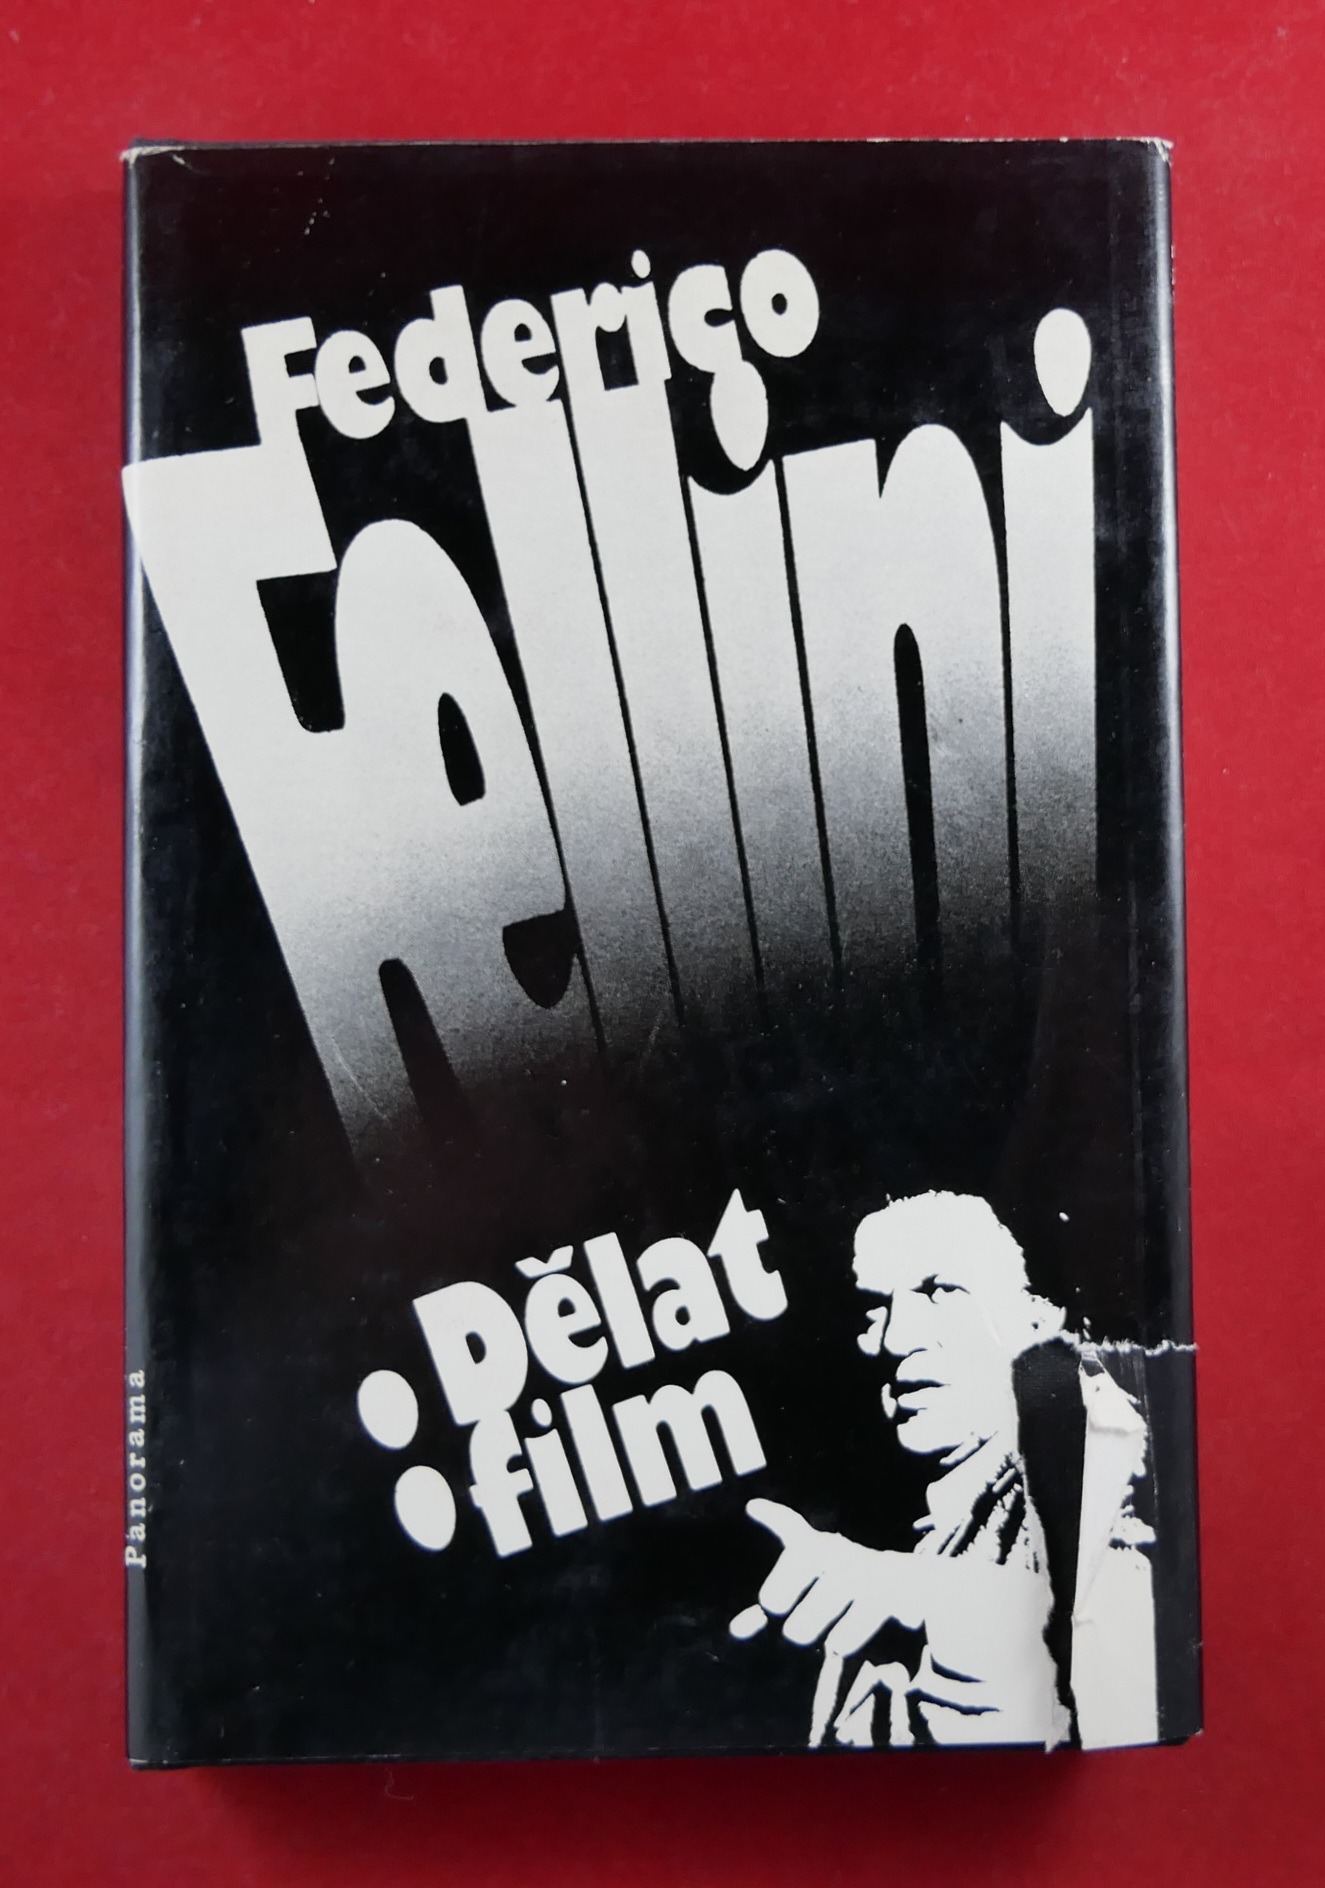 Federico
Fellini
Dělat
film
Panorama